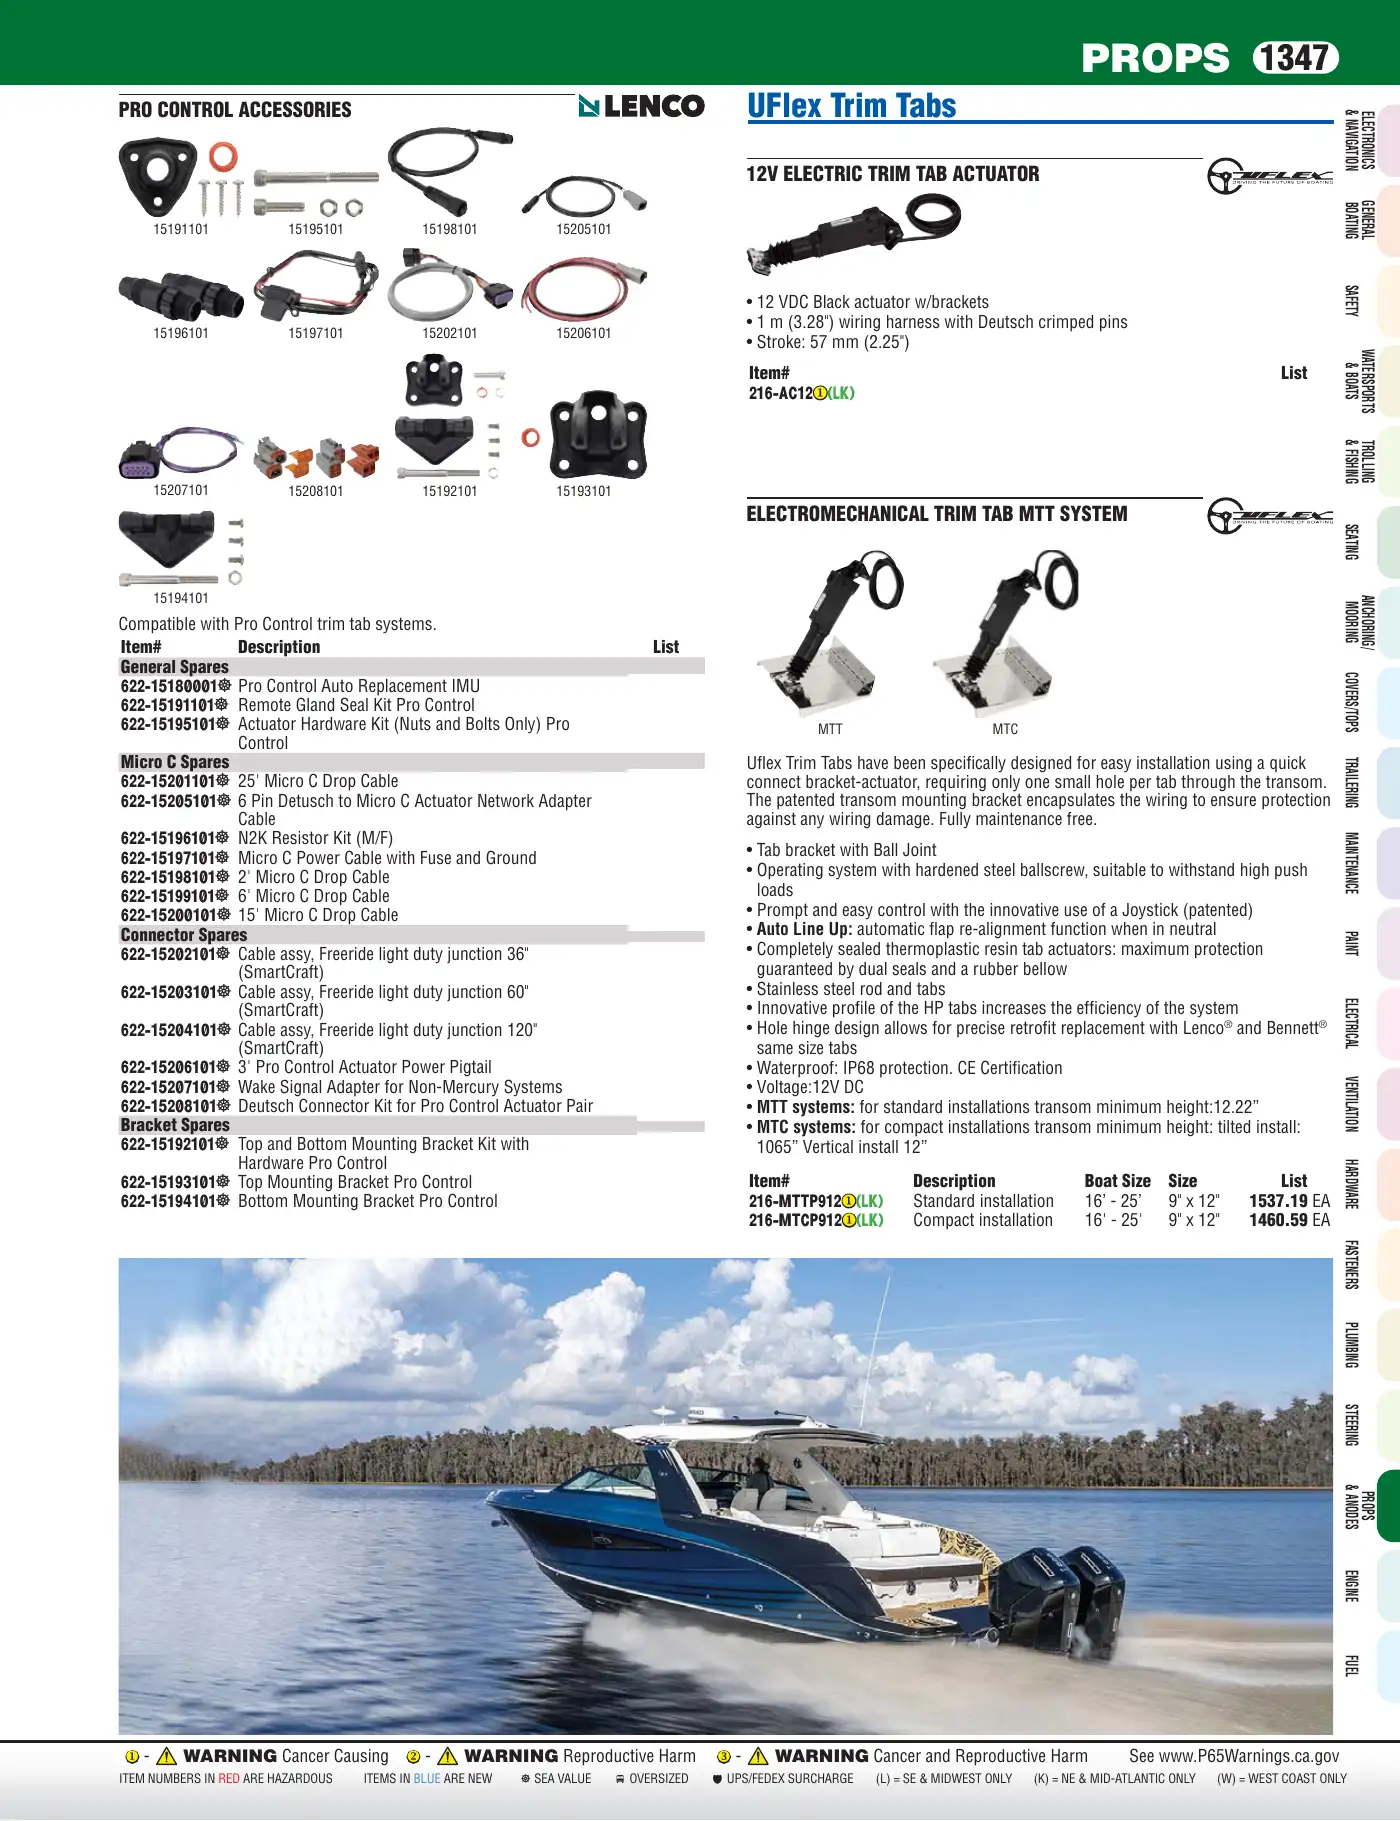 PROPS 1347
PRO CONTROL ACCESSORIES
LENCO
15191101
15195101
15198101
15205101
15196101
15197101
15202101
15206101
15207101
15208101
15192101
15193101
15194101
Compatible with Pro Control trim tab systems.
Item# Description List
General Spares
622-15180001 Pro Control Auto Replacement IMU
622-15191101 Remote Gland Seal Kit Pro Control
622-15195101 Actuator Hardware Kit (Nuts and Bolts Only) Pro
Control
Micro C Spares
622-15201101 25' Micro C Drop Cable
622-15205101 6 Pin Detusch to Micro C Actuator Network Adapter
Cable
622-15196101 N2K Resistor Kit (M/F)
622-15197101 Micro C Power Cable with Fuse and Ground
622-15198101 2' Micro C Drop Cable
622-15199101 6' Micro C Drop Cable
622-15200101 15' Micro C Drop Cable
Connector Spares
622-15202101 Cable assy, Freeride light duty junction 36"
(SmartCraft)
622-15203101 Cable assy, Freeride light duty junction 60"
(SmartCraft)
622-15204101 Cable assy, Freeride light duty junction 120"
(SmartCraft)
622-15206101 3' Pro Control Actuator Power Pigtail
622-15207101 Wake Signal Adapter for Non-Mercury Systems
622-15208101 Deutsch Connector Kit for Pro Control Actuator Pair
Bracket Spares
622-15192101 Top and Bottom Mounting Bracket Kit with
Hardware Pro Control
622-15193101 Top Mounting Bracket Pro Control
622-15194101 Bottom Mounting Bracket Pro Control
UFlex Trim Tabs
12V ELECTRIC TRIM TAB ACTUATOR
UFLEX
DRIVING THE FUTURE OF BOATING
• 12 VDC Black actuator w/brackets
• 1 m (3.28") wiring harness with Deutsch crimped pins
• Stroke: 57 mm (2.25")
Item# List
216-AC12 1 (LK)
ELECTROMECHANICAL TRIM TAB MTT SYSTEM
UFLEX
DRIVING THE FUTURE OF BOATING
MTT
MTC
Uflex Trim Tabs have been specifically designed for easy installation using a quick
connect bracket-actuator, requiring only one small hole per tab through the transom.
The patented transom mounting bracket encapsulates the wiring to ensure protection
against any wiring damage. Fully maintenance free.
• Tab bracket with Ball Joint
• Operating system with hardened steel ballscrew, suitable to withstand high push
loads
• Prompt and easy control with the innovative use of a Joystick (patented)
• Auto Line Up: automatic flap re-alignment function when in neutral
• Completely sealed thermoplastic resin tab actuators: maximum protection
guaranteed by dual seals and a rubber bellow
• Stainless steel rod and tabs
• Innovative profile of the HP tabs increases the efficiency of the system
• Hole hinge design allows for precise retrofit replacement with Lenco® and Bennett®
same size tabs
• Waterproof: IP68 protection. CE Certification
• Voltage:12V DC
• MTT systems: for standard installations transom minimum height:12.22”
• MTC systems: for compact installations transom minimum height: tilted install:
1065” Vertical install 12”
Item# Description Boat Size Size List
216-MTTP912 1 (LK) Standard installation 16’ - 25’ 9" x 12" 1537.19 EA
216-MTCP912 1 (LK) Compact installation 16' - 25' 9" x 12" 1460.59 EA
ELECTRONICS
& NAVIGATION
GENERAL
BOATING
SAFETY
WATERSPORTS
& BOATS
TROLLING
& FISHING
SEATING
ANCHORING/
MOORING
COVERS/TOPS
TRAILERING
MAINTENANCE
PAINT
ELECTRICAL
VENTILATION
HARDWARE
FASTENERS
PLUMBING
STEERING
PROPS
& ANODES
ENGINE
FUEL
1 - WARNING Cancer Causing 2 - WARNING Reproductive Harm 3 - WARNING Cancer and Reproductive Harm See www.P65Warnings.ca.gov
ITEM NUMBERS IN RED ARE HAZARDOUS ITEMS IN BLUE ARE NEW SEA VALUE OVERSIZED UPS/FEDEX SURCHARGE (L) = SE & MIDWEST ONLY (K) = NE & MID-ATLANTIC ONLY (W) = WEST COAST ONLY